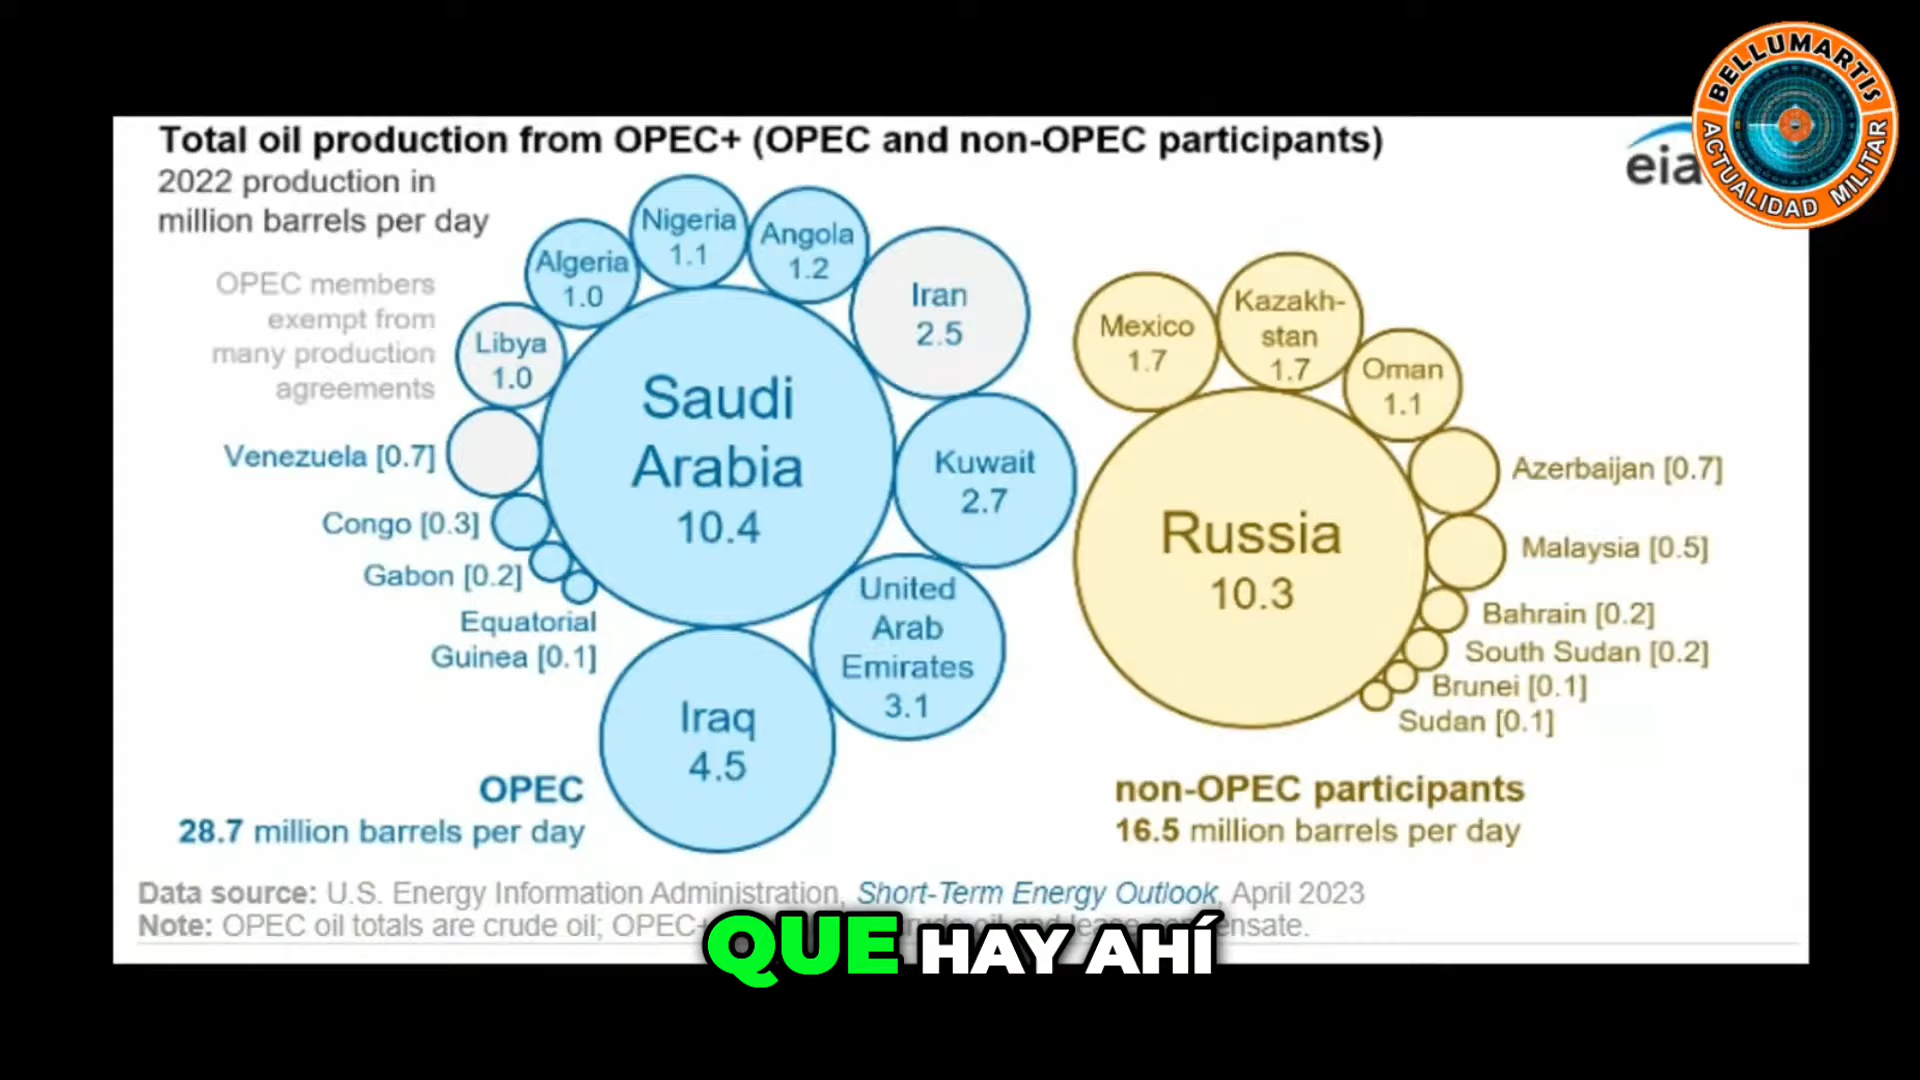 BELLUMARTIS
ACTUALIDAD MILITAR
Total oil production from OPEC+ (OPEC and non-OPEC participants)
2022 production in
million barrels per day
eia
OPEC members
exempt from
many production
agreements
Nigeria
1.1
Angola
1.2
Algeria
1.0
Iran
2.5
Libya
1.0
Saudi
Arabia
10.4
Venezuela [0.7]
Kuwait
2.7
Congo [0.3]
Gabon [0.2]
Equatorial
Guinea [0.1]
United
Arab
Emirates
3.1
Iraq
4.5
OPEC
28.7 million barrels per day
Mexico
1.7
Kazakh-
stan
1.7
Oman
1.1
Azerbaijan [0.7]
Russia
10.3
Malaysia [0.5]
Bahrain [0.2]
South Sudan [0.2]
Brunei [0.1]
Sudan [0.1]
non-OPEC participants
16.5 million barrels per day
Data source: U.S. Energy Information Administration, Short-Term Energy Outlook, April 2023
Note: OPEC oil totals are crude oil; OPEC+
QUE HAY AHÍ